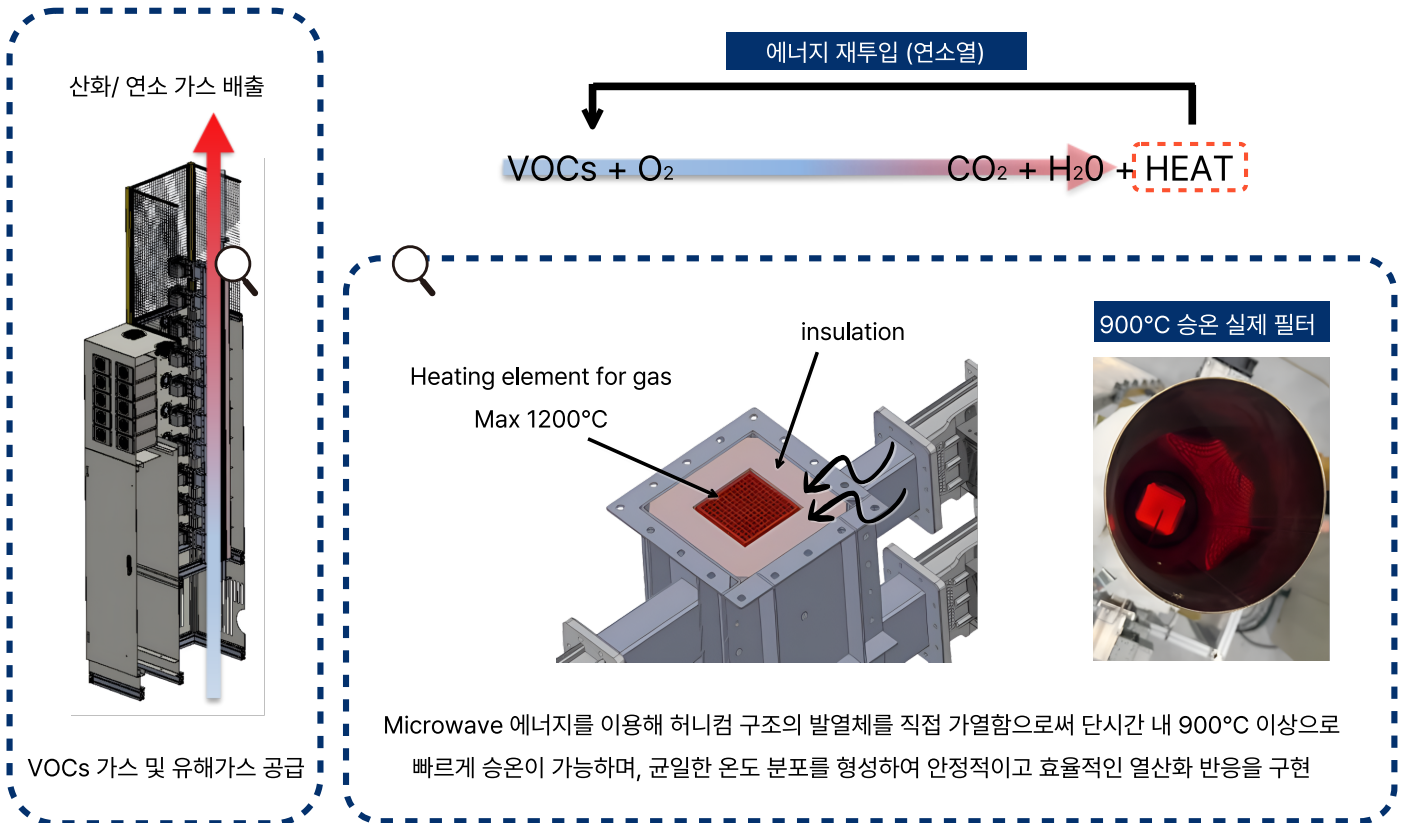 산화/ 연소 가스 배출
VOCs 가스 및 유해가스 공급
에너지 재투입 (연소열)
VOCs + O₂ CO₂ + H₂0 + HEAT
insulation
Heating element for gas
Max 1200°C
900°C 승온 실제 필터
Microwave 에너지를 이용해 허니컴 구조의 발열체를 직접 가열함으로써 단시간 내 900°C 이상으로
빠르게 승온이 가능하며, 균일한 온도 분포를 형성하여 안정적이고 효율적인 열산화 반응을 구현